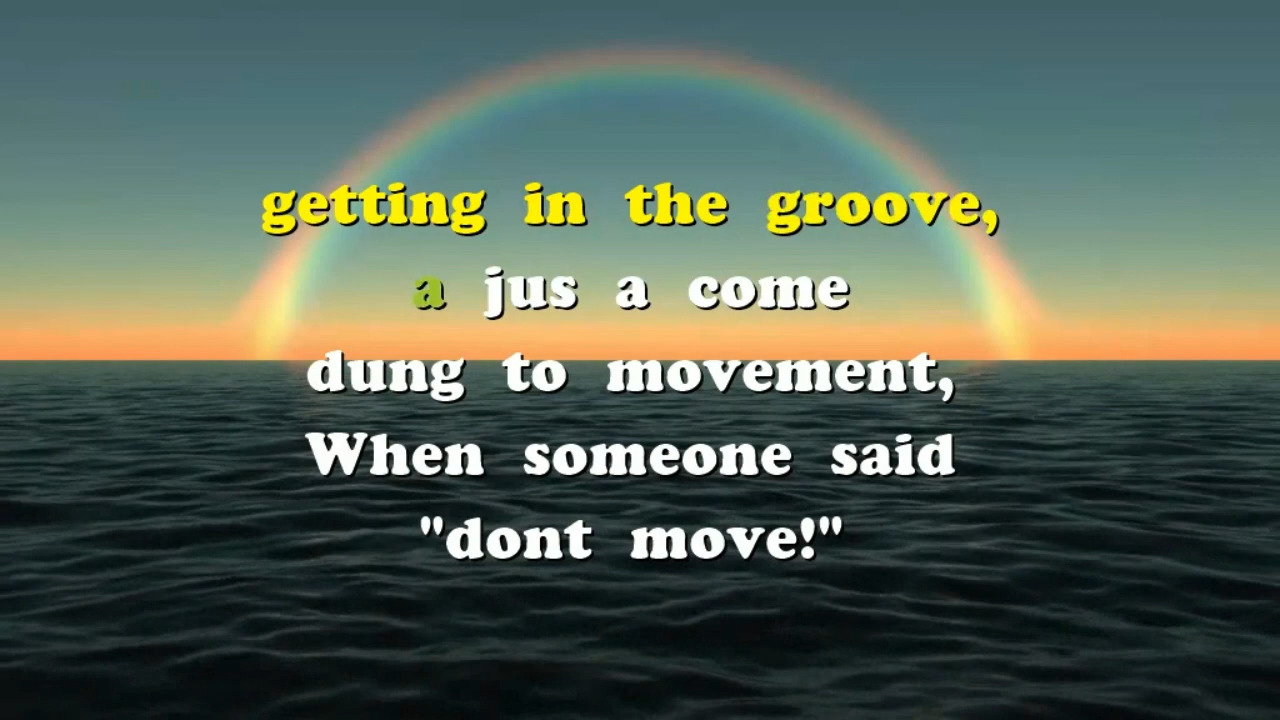 getting in the groove,
a jus a come
dung to movement,
When someone said
"dont move!"